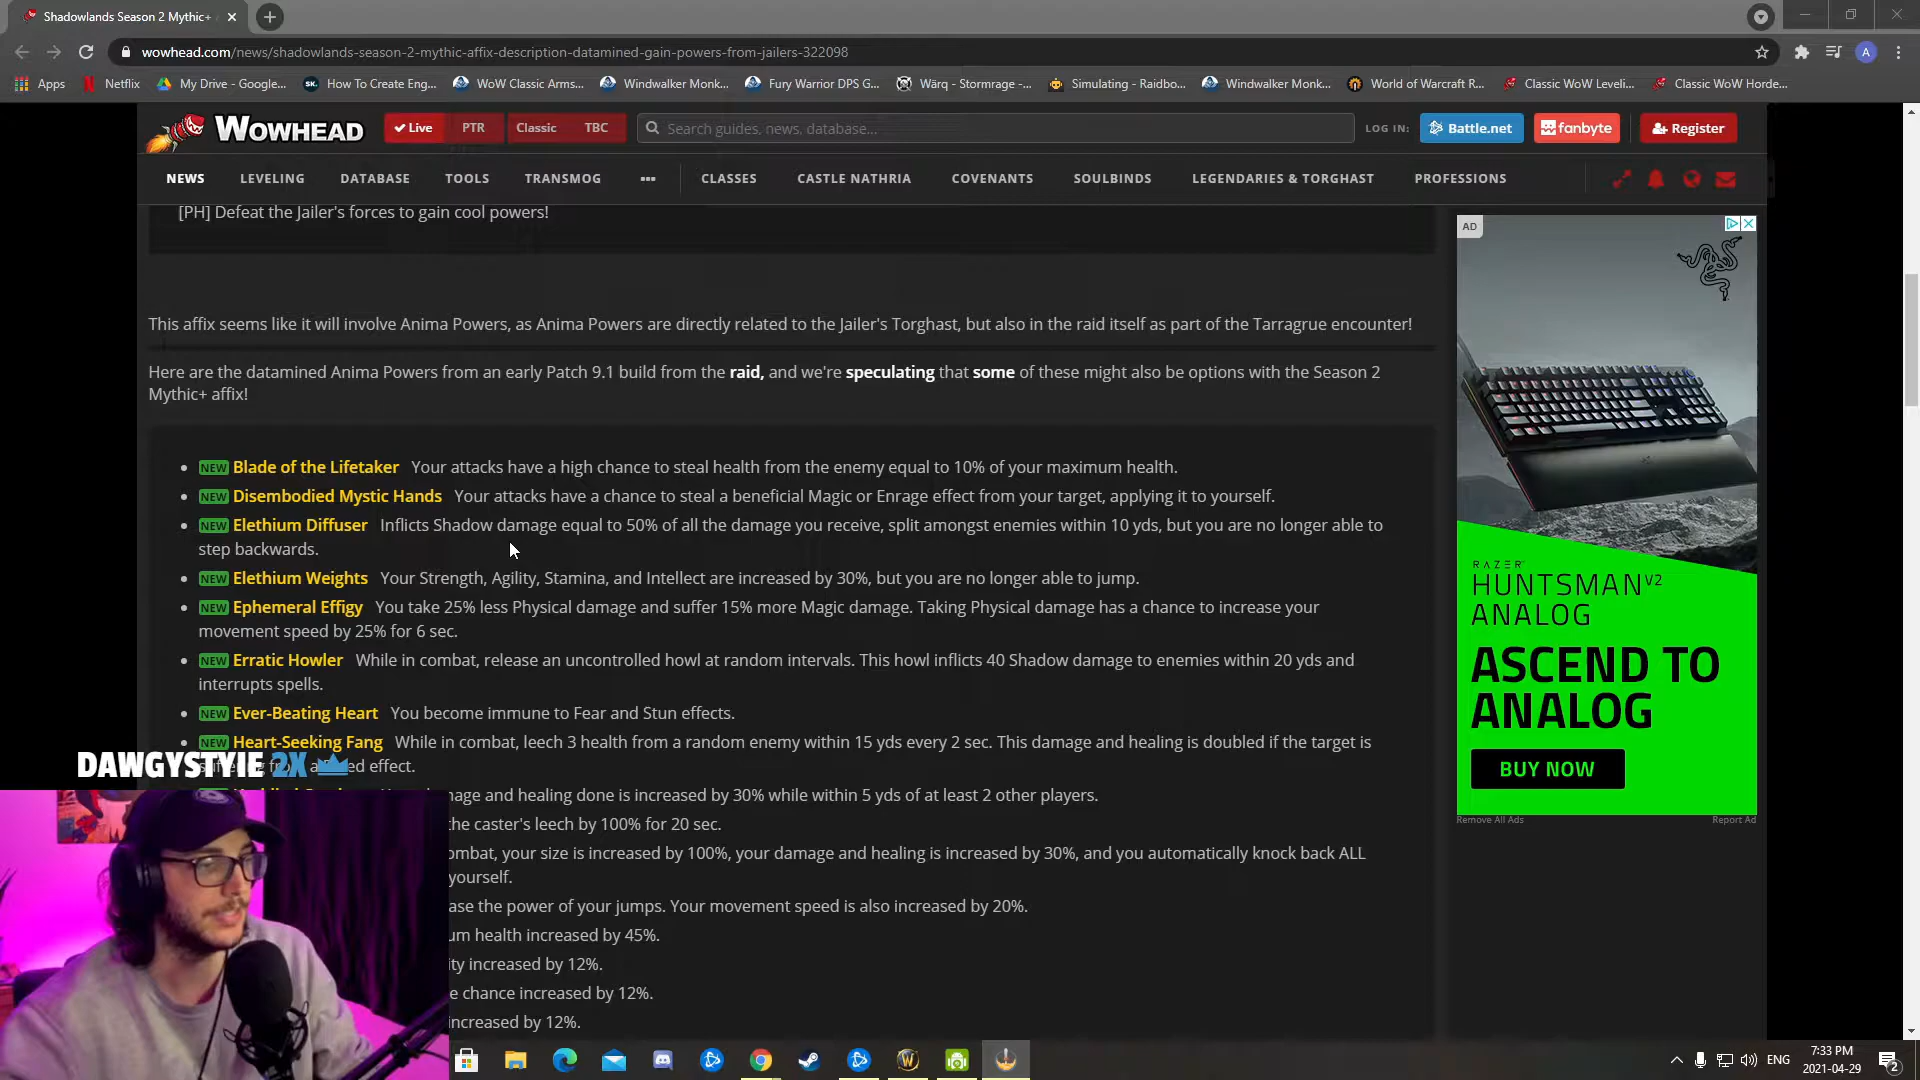 Shadowlands Season 2 Mythic+
wowhead.com/news/shadowlands-season-2-mythic-affix-description-datamined-gain-powers-from-jailers-322098
A
Apps
Netflix
My Drive - Google...
How To Create Eng...
WoW Classic Arms...
Windwalker Monk...
Fury Warrior DPS G...
Wärq - Stormrage -...
Simulating - Raidbo...
Windwalker Monk...
World of Warcraft R...
Classic WoW Leveli...
Classic WoW Horde...
WOWHEAD
Live
PTR
Classic
TBC
Search guides, news, database...
LOG IN:
Battle.net
fanbyte
Register
NEWS
LEVELING
DATABASE
TOOLS
TRANSMOG
CLASSES
CASTLE NATHRIA
COVENANTS
SOULBINDS
LEGENDARIES & TORGHAST
PROFESSIONS
[PH] Defeat the Jailer's forces to gain cool powers!
This affix seems like it will involve Anima Powers, as Anima Powers are directly related to the Jailer's Torghast, but also in the raid itself as part of the Tarragrue encounter!
Here are the datamined Anima Powers from an early Patch 9.1 build from the raid, and we're speculating that some of these might also be options with the Season 2
Mythic+ affix!
NEW Blade of the Lifetaker Your attacks have a high chance to steal health from the enemy equal to 10% of your maximum health.
NEW Disembodied Mystic Hands Your attacks have a chance to steal a beneficial Magic or Enrage effect from your target, applying it to yourself.
NEW Elethium Diffuser Inflicts Shadow damage equal to 50% of all the damage you receive, split amongst enemies within 10 yds, but you are no longer able to
step backwards.
NEW Elethium Weights Your Strength, Agility, Stamina, and Intellect are increased by 30%, but you are no longer able to jump.
NEW Ephemeral Effigy You take 25% less Physical damage and suffer 15% more Magic damage. Taking Physical damage has a chance to increase your
movement speed by 25% for 6 sec.
NEW Erratic Howler While in combat, release an uncontrolled howl at random intervals. This howl inflicts 40 Shadow damage to enemies within 20 yds and
interrupts spells.
NEW Ever-Beating Heart You become immune to Fear and Stun effects.
NEW Heart-Seeking Fang While in combat, leech 3 health from a random enemy within 15 yds every 2 sec. This damage and healing is doubled if the target is
effect.
and healing done is increased by 30% while within 5 yds of at least 2 other players.
the caster's leech by 100% for 20 sec.
your size is increased by 100%, your damage and healing is increased by 30%, and you automatically knock back ALL
yourself.
the power of your jumps. Your movement speed is also increased by 20%.
health increased by 45%.
increased by 12%.
chance increased by 12%.
increased by 12%.
DAWGYSTYIE 2X
AD
RAZER
HUNTSMAN V2
ANALOG
ASCEND TO
ANALOG
BUY NOW
Remove All Ads
Report Ad
ENG
7:33 PM
2021-04-29
2